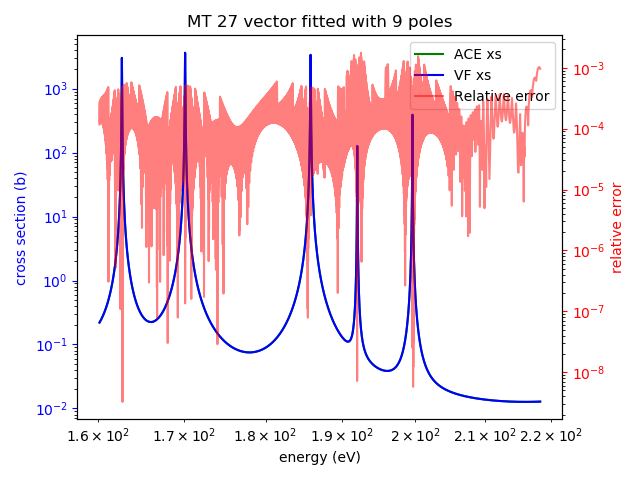 MT 27 vector fitted with 9 poles
ACE xs
VF xs
Relative error
cross section (b)
10³
10²
10¹
10⁰
10⁻¹
10⁻²
relative error
10⁻³
10⁻⁴
10⁻⁵
10⁻⁶
10⁻⁷
10⁻⁸
1.6 × 10² 1.7 × 10² 1.8 × 10² 1.9 × 10² 2 × 10² 2.1 × 10² 2.2 × 10²
energy (eV)